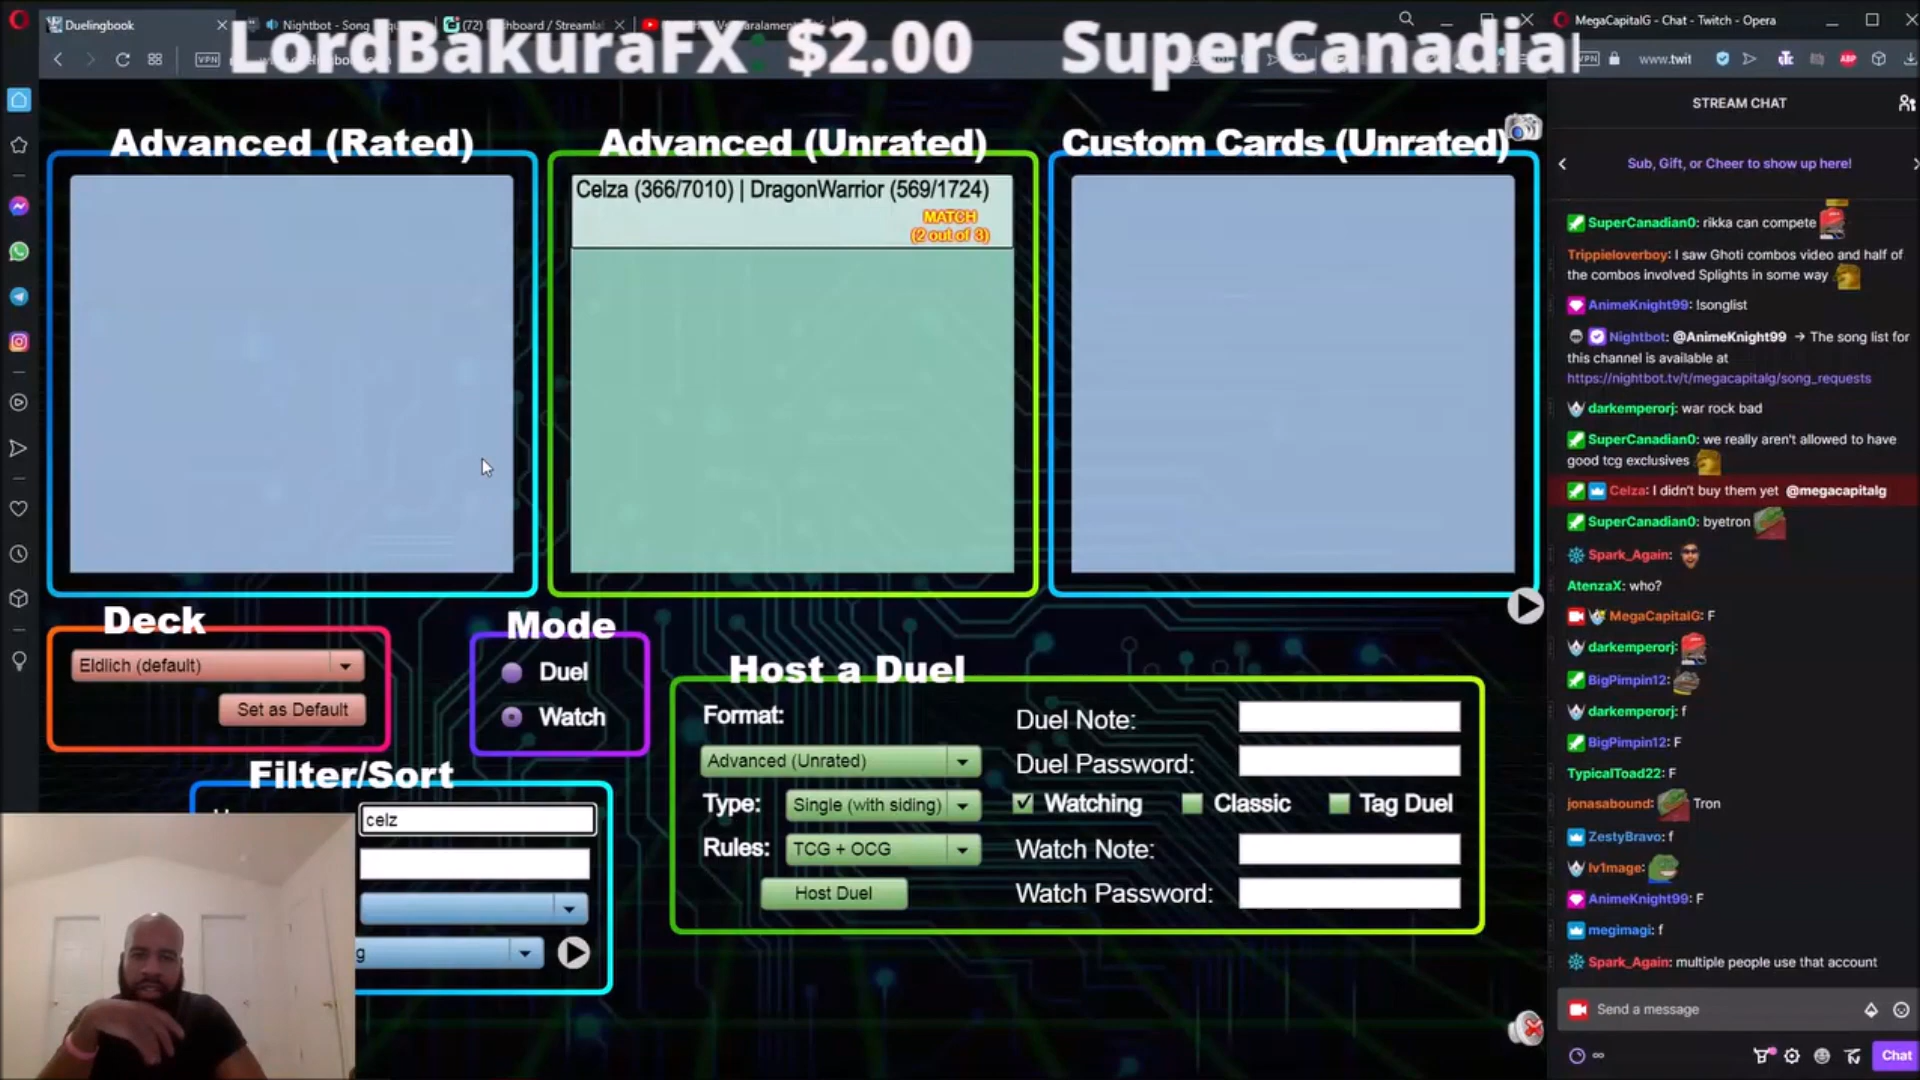 Duelingbook
Nightbot - Song
(72)
MegaCapitalG - Chat - Twitch - Opera
LordBakuraFX $2.00 SuperCanadia
VPN
www.twit
ABP
STREAM CHAT
Sub, Gift, or Cheer to show up here!
Advanced (Rated)
Advanced (Unrated)
Custom Cards (Unrated)
Celza (366/7010) | DragonWarrior (569/1724)
MATCH
(2 out of 3)
Deck
Eldlich (default)
Set as Default
Mode
Duel
Watch
Filter/Sort
celz
g
Host a Duel
Format:
Advanced (Unrated)
Type:
Single (with siding)
Rules:
TCG + OCG
Host Duel
Duel Note:
Duel Password:
Watching
Classic
Tag Duel
Watch Note:
Watch Password:
SuperCanadian0: rikka can compete
Trippieloverboy: I saw Ghoti combos video and half of
the combos involved Splights in some way
AnimeKnight99: !songlist
Nightbot: @AnimeKnight99 → The song list for
this channel is available at
https://nightbot.tv/t/megacapitalg/song_requests
darkemperorj: war rock bad
SuperCanadian0: we really aren't allowed to have
good tcg exclusives
Celza: I didn't buy them yet @megacapitalg
SuperCanadian0: byetron
Spark_Again:
AtenzaX: who?
MegaCapitalG: F
darkemperorj:
BigPimpin12:
darkemperorj: f
BigPimpin12: F
TypicalToad22: F
jonasabound: Tron
ZestyBravo: f
lv1mage:
AnimeKnight99: F
megimagi: f
Spark_Again: multiple people use that account
Send a message
∞
Chat